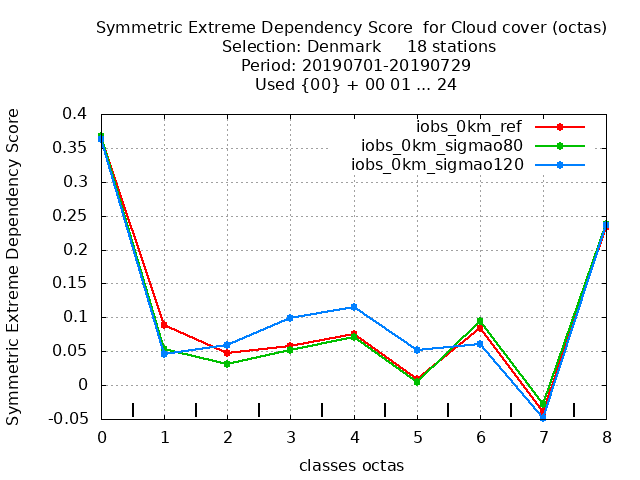 Symmetric Extreme Dependency Score  for Cloud cover (octas)
Selection: Denmark     18 stations
Period: 20190701-20190729
Used {00} + 00 01 ... 24
Symmetric Extreme Dependency Score
0.4
0.35
0.3
0.25
0.2
0.15
0.1
0.05
0
-0.05
iobs_0km_ref
iobs_0km_sigmao80
iobs_0km_sigmao120
0 1 2 3 4 5 6 7 8
classes octas